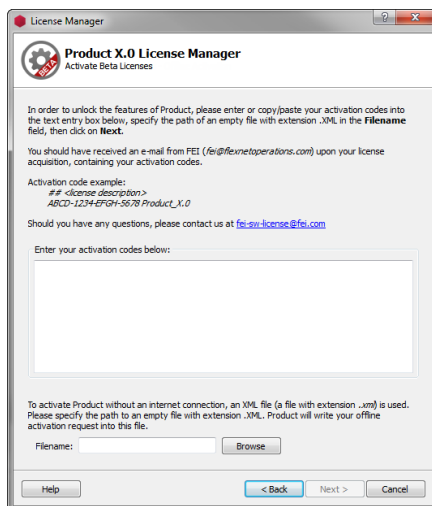 License Manager
Product X.0 License Manager
Activate Beta Licenses
BETA
In order to unlock the features of Product, please enter or copy/paste your activation codes into
the text entry box below, specify the path of an empty file with extension .XML in the Filename
field, then click on Next.
You should have received an e-mail from FEI (fei@flexnetoperations.com) upon your license
acquisition, containing your activation codes.
Activation code example:
## <license description>
ABCD-1234-EFGH-5678 Product_X.0
Should you have any questions, please contact us at fei-sw-license@fei.com
Enter your activation codes below:
To activate Product without an internet connection, an XML file (a file with extension ..xml) is used.
Please specify the path to an empty file with extension .XML. Product will write your offline
activation request into this file.
Filename:
Browse
Help
< Back
Next >
Cancel